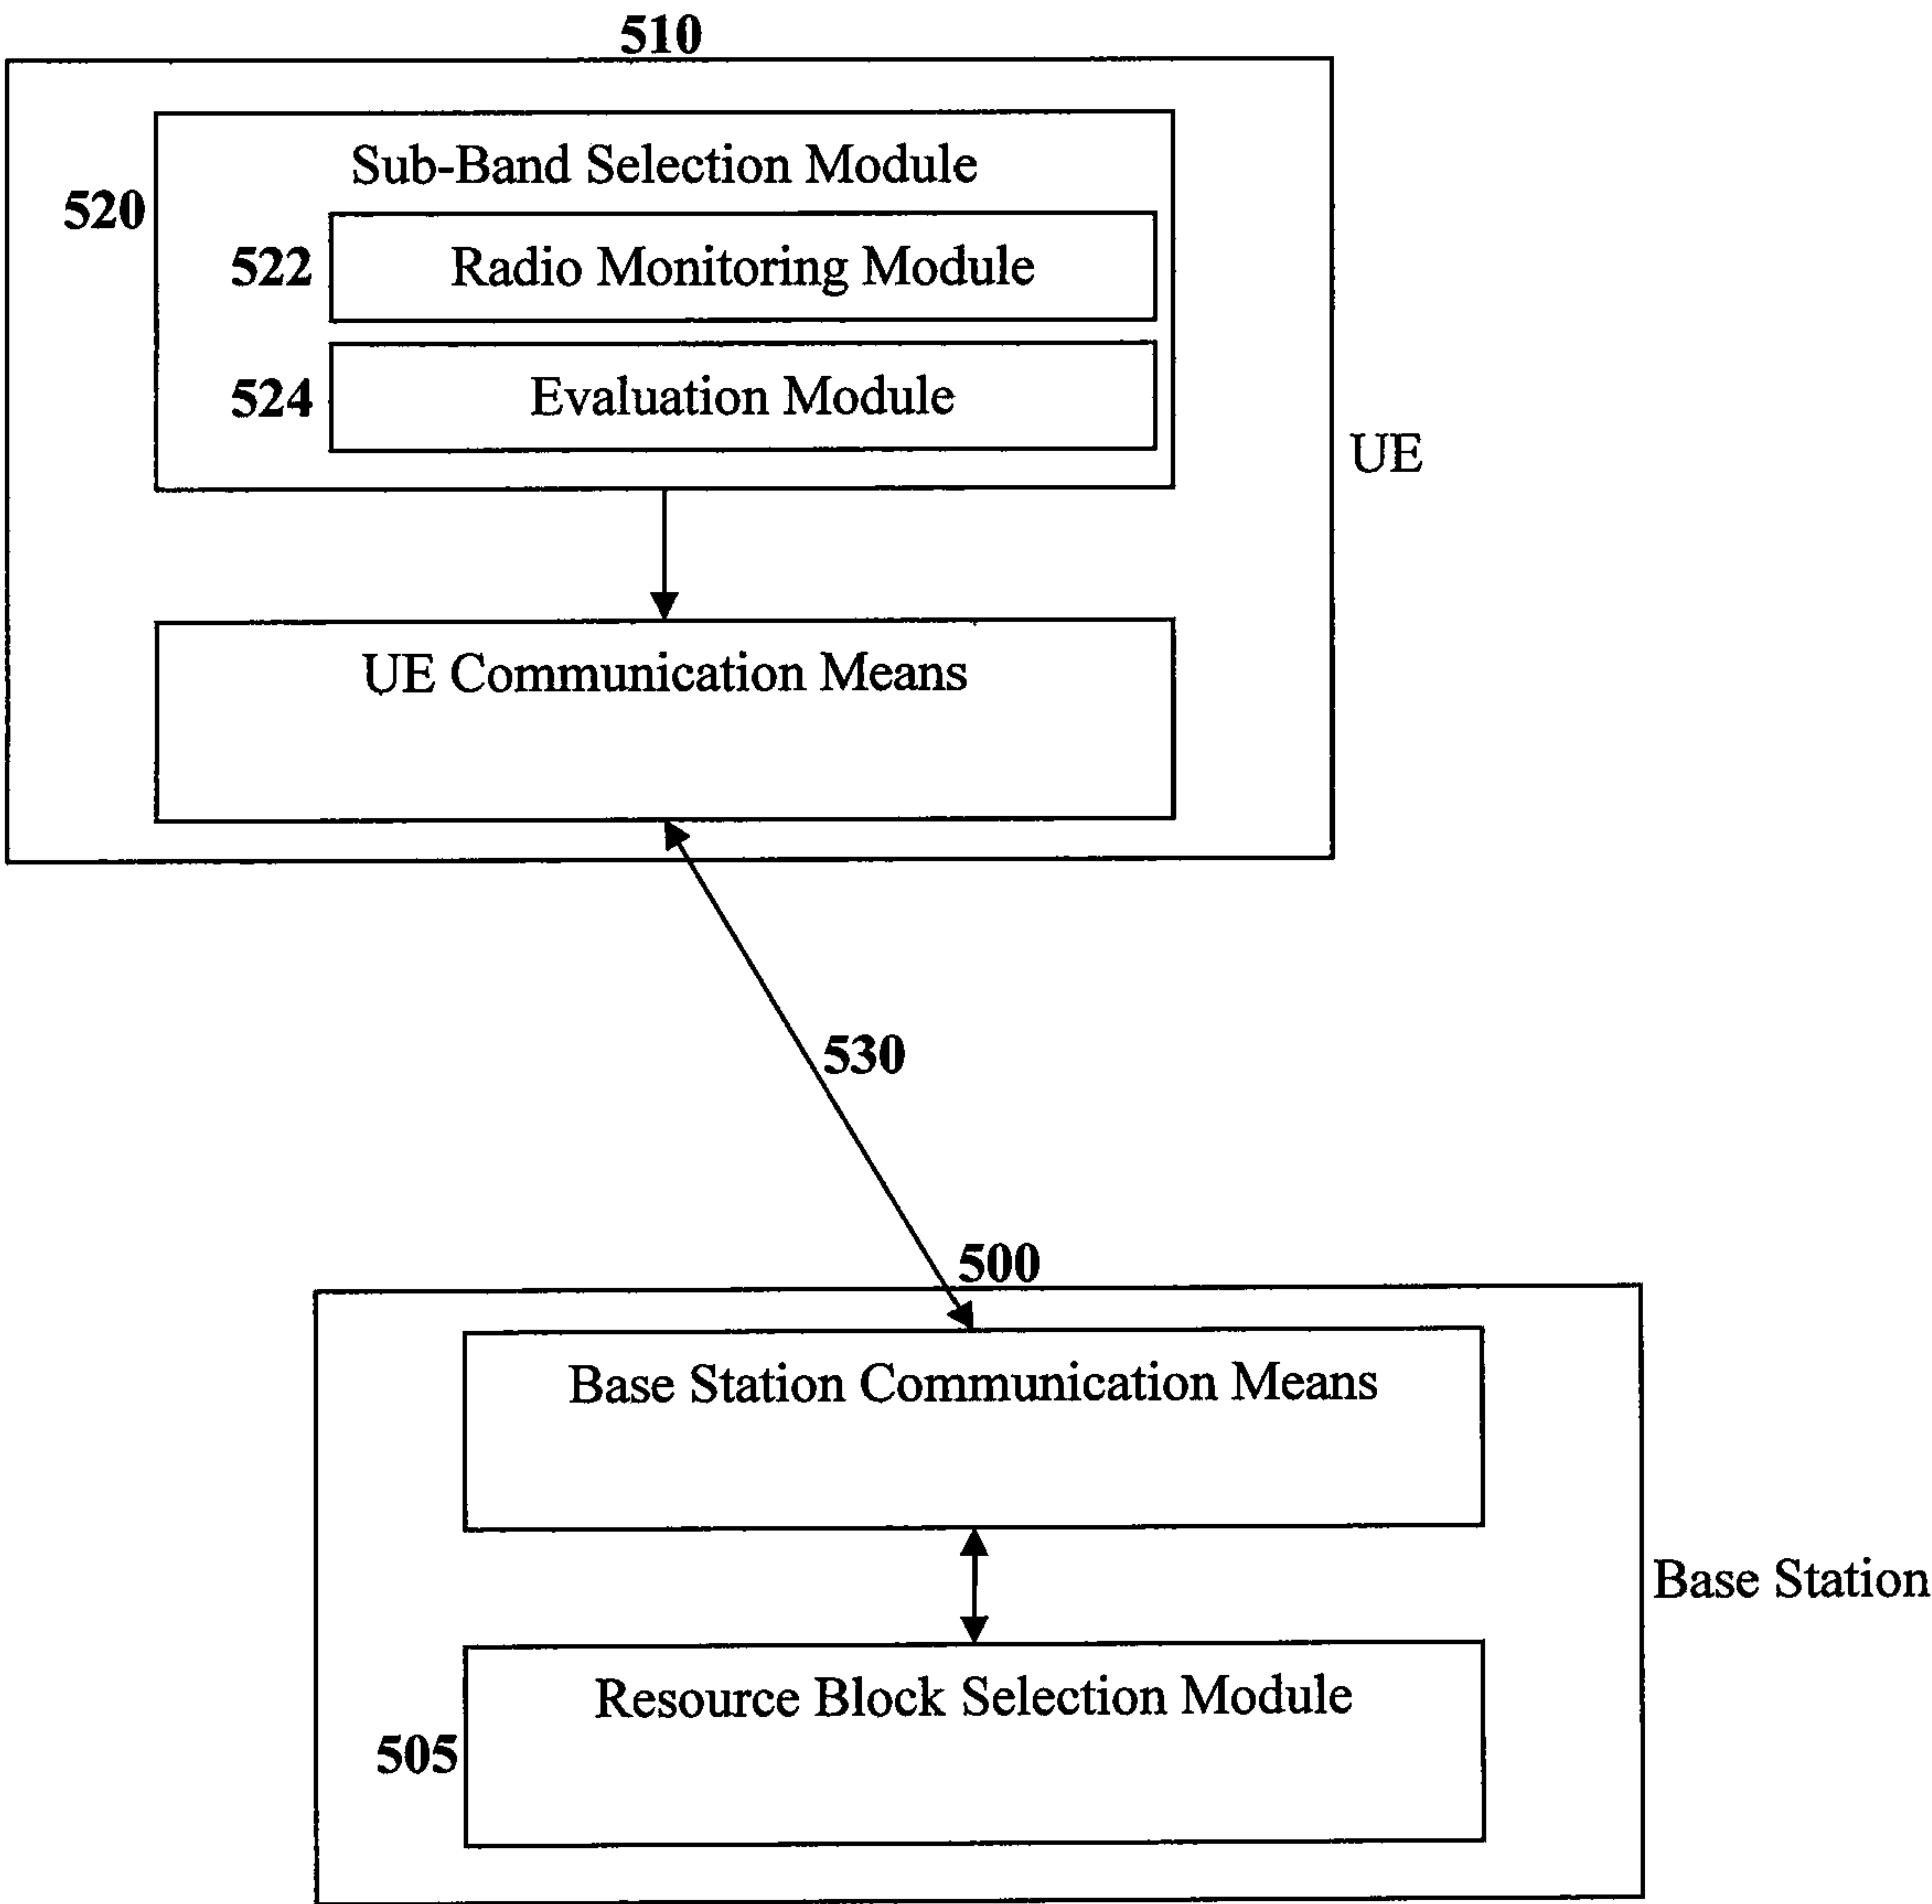 510
Sub-Band Selection Module
520
522
Radio Monitoring Module
524
Evaluation Module
UE
UE Communication Means
530
500
Base Station Communication Means
Base Station
Resource Block Selection Module
505